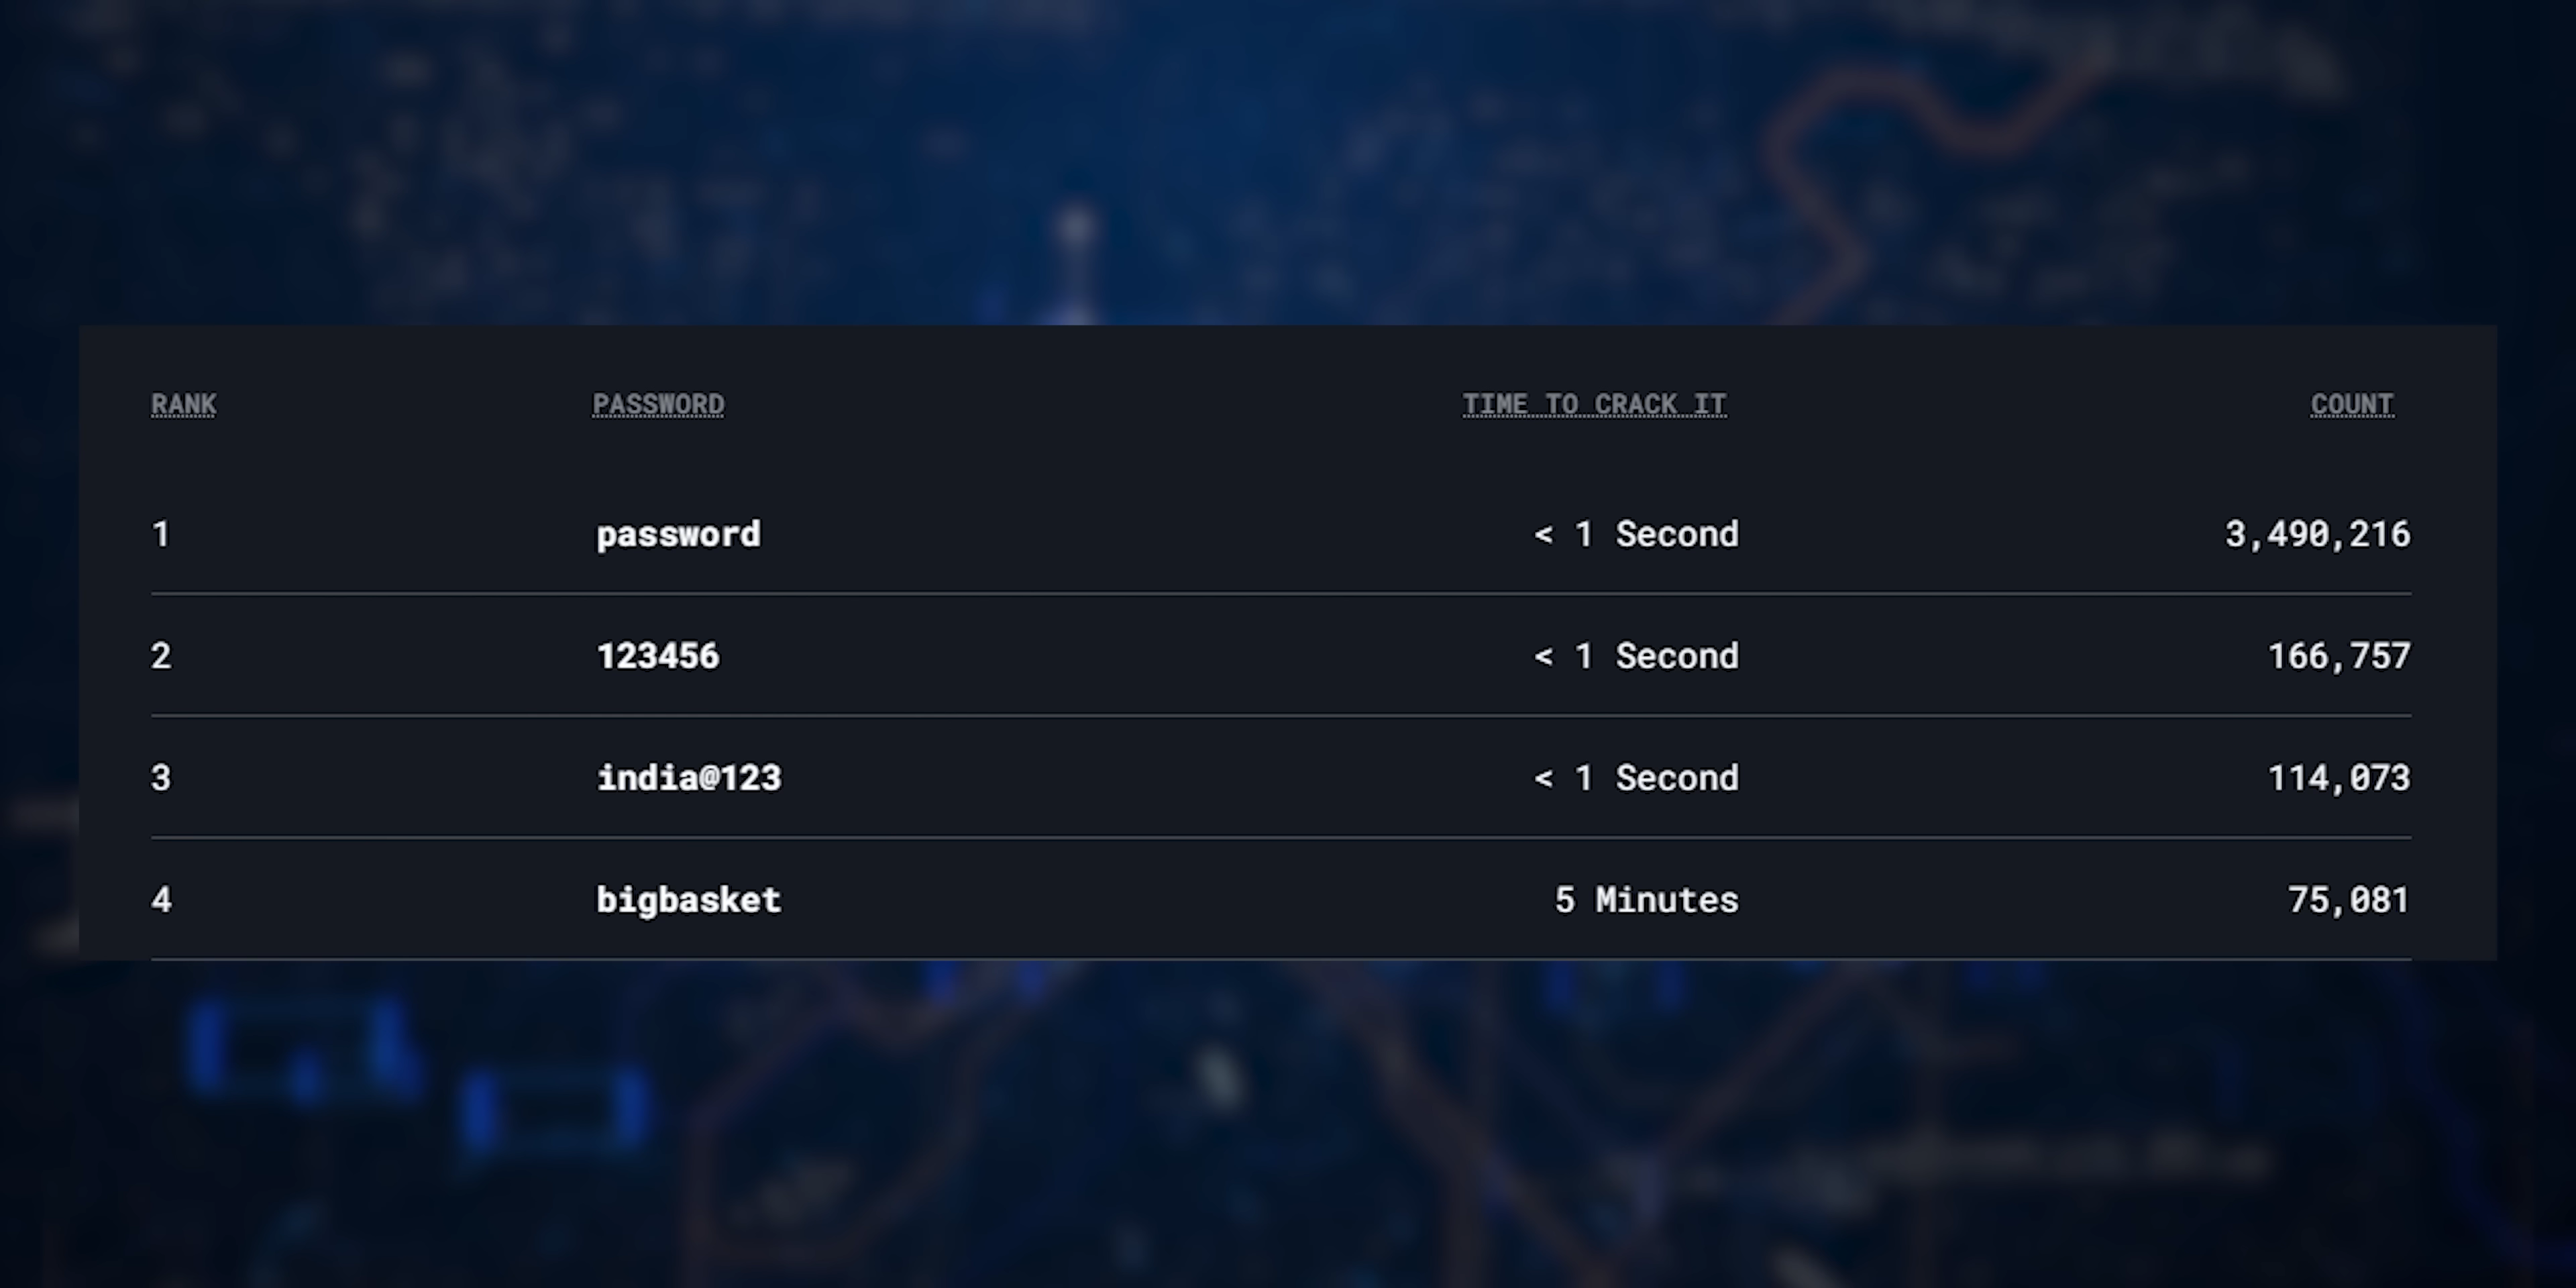 RANK PASSWORD TIME TO CRACK IT COUNT
1 password < 1 Second 3,490,216
2 123456 < 1 Second 166,757
3 india@123 < 1 Second 114,073
4 bigbasket 5 Minutes 75,081